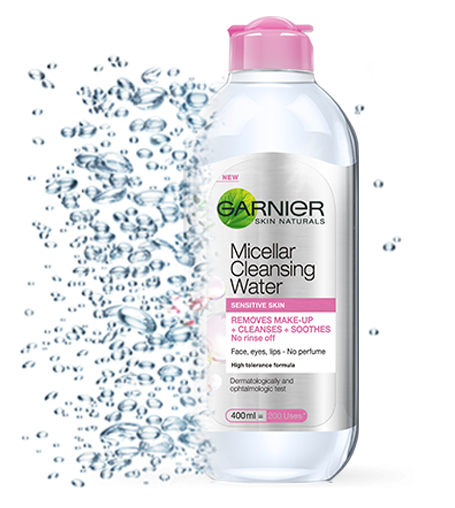 NEW
GARNIER
SKIN NATURALS
Micellar
Cleansing
Water
SENSITIVE SKIN
REMOVES MAKE-UP
+ CLEANSES + SOOTHES
No rinse off
Face, eyes, lips - No perfume
High tolerance formula
Dermatologically and
ophtalmologic test
400ml e 200 Uses*